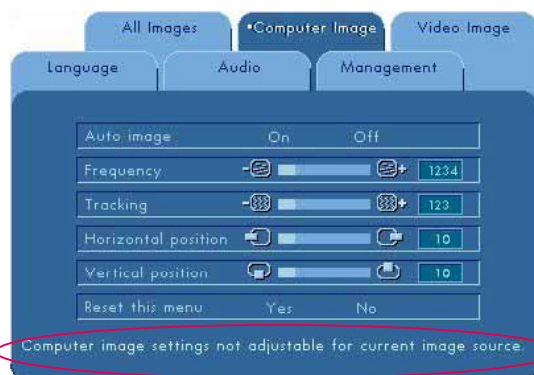 All Images •Computer Image Video Image
Language Audio Management
Auto image On Off
Frequency - + 1234
Tracking - + 123
Horizontal position - + 10
Vertical position 10
Reset this menu Yes No
Computer image settings not adjustable for current image source.